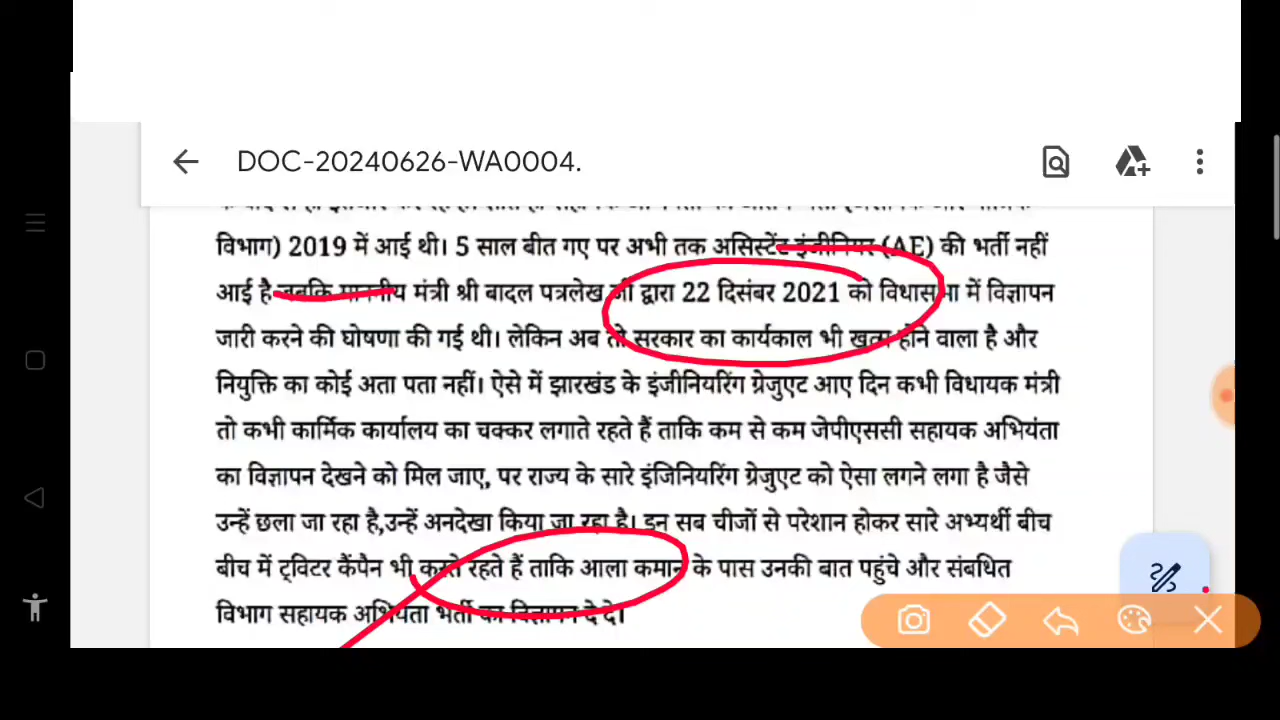 DOC-20240626-WA0004.
विभाग) 2019 में आई थी। 5 साल बीत गए पर अभी तक असिस्टेंट इंजीनियर (AE) की भर्ती नहीं
आई है जबकि माननीय मंत्री श्री बादल पत्रलेख जी द्वारा 22 दिसंबर 2021 को विधासभा में विज्ञापन
जारी करने की घोषणा की गई थी। लेकिन अब तो सरकार का कार्यकाल भी खत्म होने वाला है और
नियुक्ति का कोई अता पता नहीं। ऐसे में झारखंड के इंजीनियरिंग ग्रेजुएट आए दिन कभी विधायक मंत्री
तो कभी कार्मिक कार्यालय का चक्कर लगाते रहते हैं ताकि कम से कम जेपीएससी सहायक अभियंता
का विज्ञापन देखने को मिल जाए, पर राज्य के सारे इंजिनियरिंग ग्रेजुएट को ऐसा लगने लगा है जैसे
उन्हें छला जा रहा है,उन्हें अनदेखा किया जा रहा है। इन सब चीजों से परेशान होकर सारे अभ्यर्थी बीच
बीच में ट्विटर कैंपैन भी करते रहते हैं ताकि आला कमान के पास उनकी बात पहुंचे और संबधित
विभाग सहायक अभियंता भर्ती का विज्ञापन दे दे।